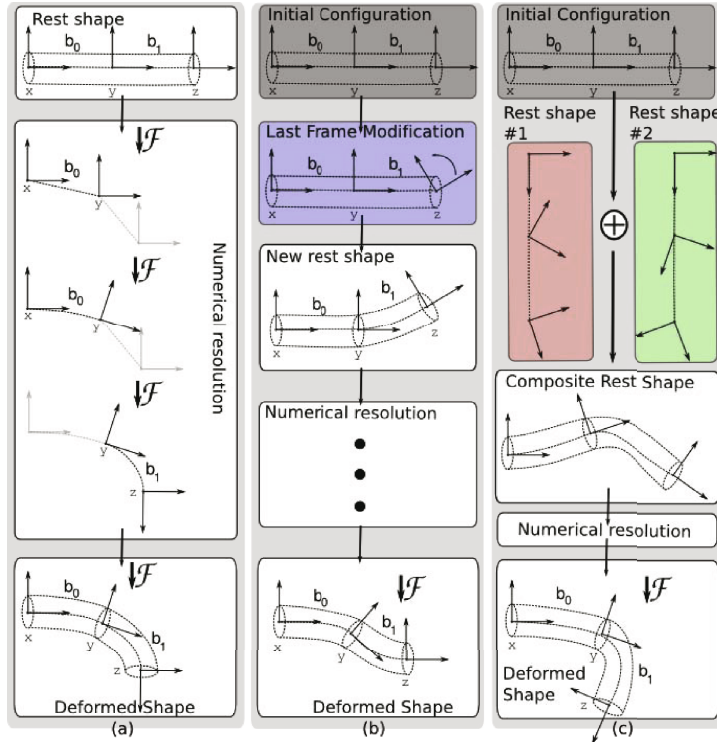 Rest shape
b0 b1
x y z
F
b0
x y
F
b0
x y
F
y
b1
z
Numerical resolution
F
b0
b1
x y
z
Deformed Shape
(a)
Initial Configuration
b0 b1
x y z
Last Frame Modification
b0 b1
x y z
New rest shape
b0
b1
x y z
Numerical resolution
F
b0
b1
x y z
Deformed Shape
(b)
Initial Configuration
b0 b1
x y z
Rest shape
#1
Rest shape
#2
Composite Rest Shape
Numerical resolution
F
b0
x y
b1
Deformed
Shape
z
(c)